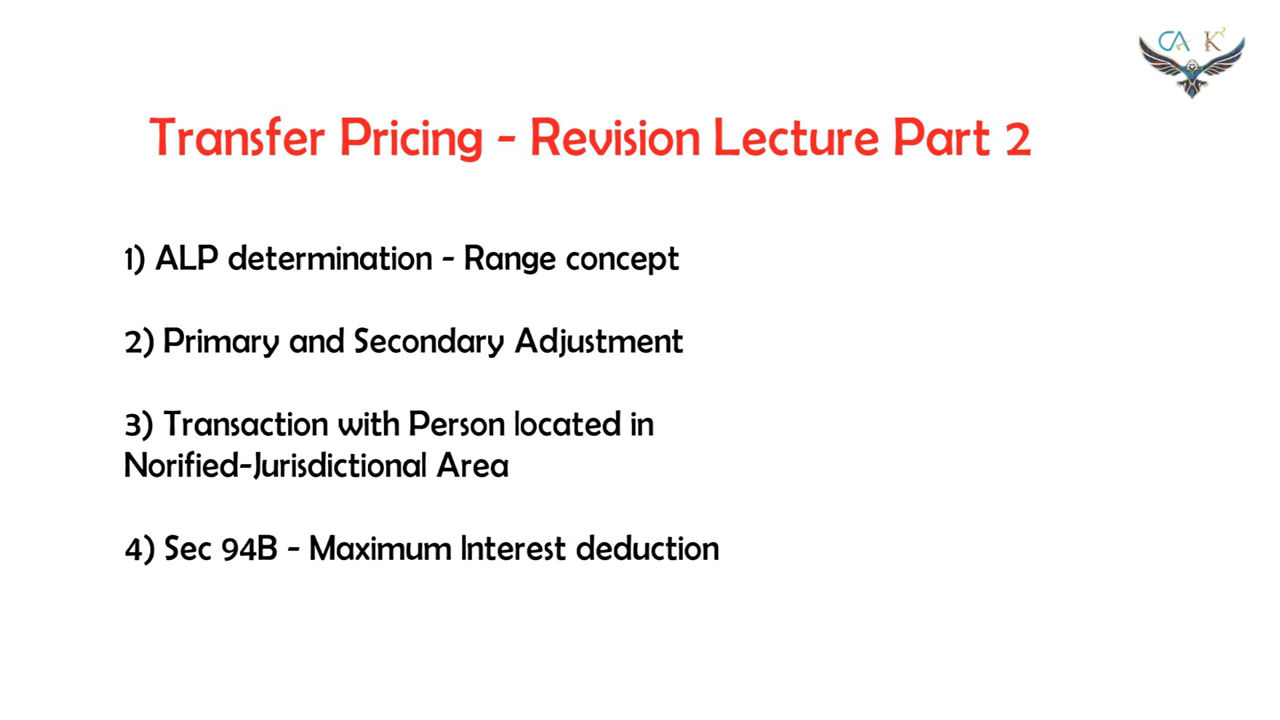 CA K²
Transfer Pricing - Revision Lecture Part 2
1) ALP determination - Range concept
2) Primary and Secondary Adjustment
3) Transaction with Person located in
Norified-Jurisdictional Area
4) Sec 94B - Maximum Interest deduction